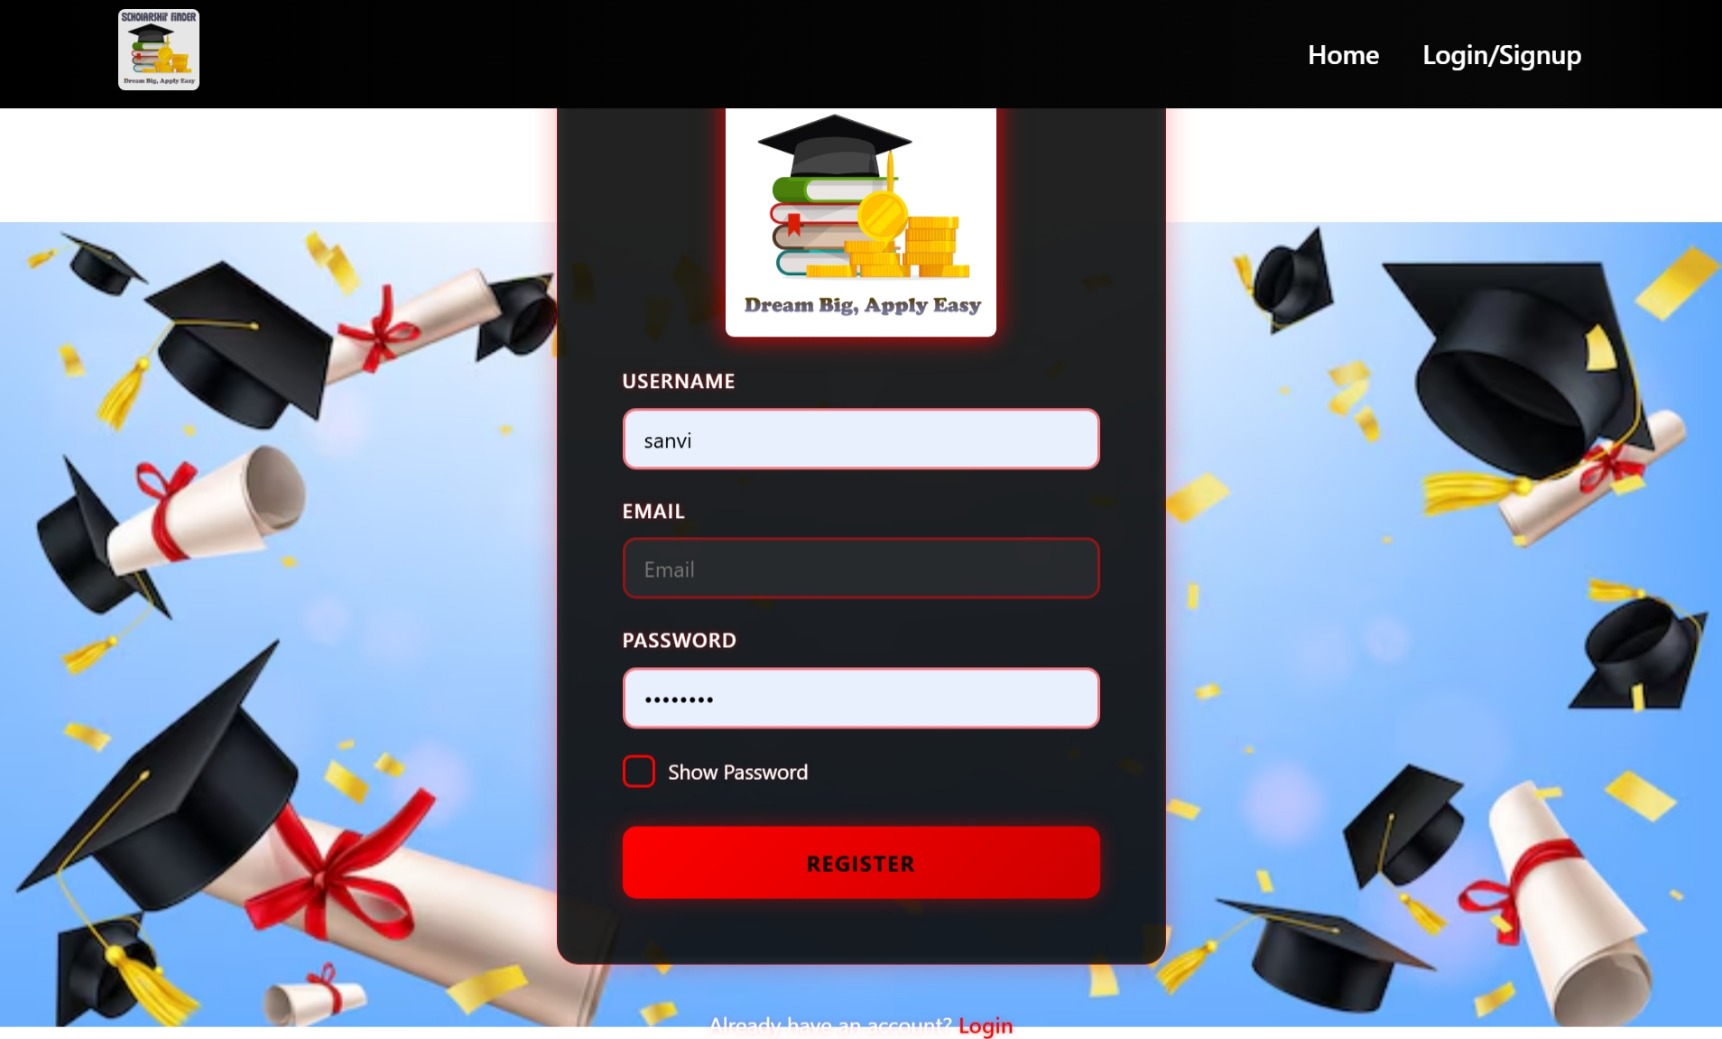 SCHOlARSHIP FINDER
Dream Big, Apply Easy
Home Login/Signup
Dream Big, Apply Easy
USERNAME
sanvi
EMAIL
Email
PASSWORD
••••••••
Show Password
REGISTER
Already have an account? Login